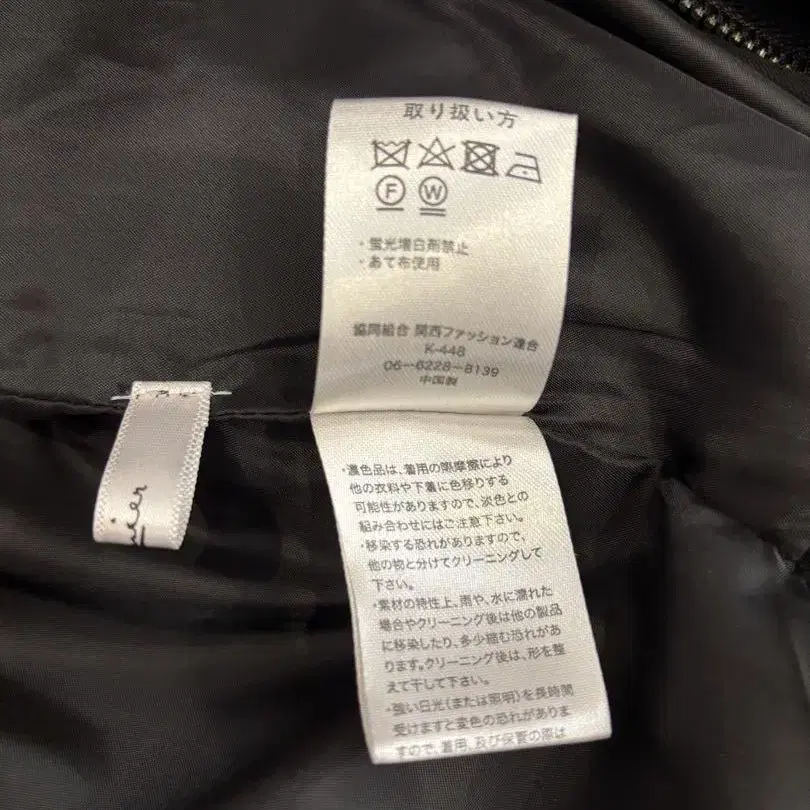 取り扱い方
F W
・蛍光増白剤禁止
・あて布使用
協同組合 関西ファッション連合
K-448
06-6228-8139
中国製
・濃色品は、着用の際摩擦により
他の衣料や下着に色移りする
可能性がありますので、淡色との
組み合わせにはご注意下さい。
・移染する恐れがありますので、
他の物と分けてクリーニングして
下さい。
・素材の特性上、雨や、水に濡れた
場合やクリーニング後は他の製品
に移染したり、多少縮む恐れがあ
ります。クリーニング後は、形を整
えて干して下さい。
・強い日光(または照明)を長時間
受けますと変色の恐れがありま
すので、着用、及び保管の際は